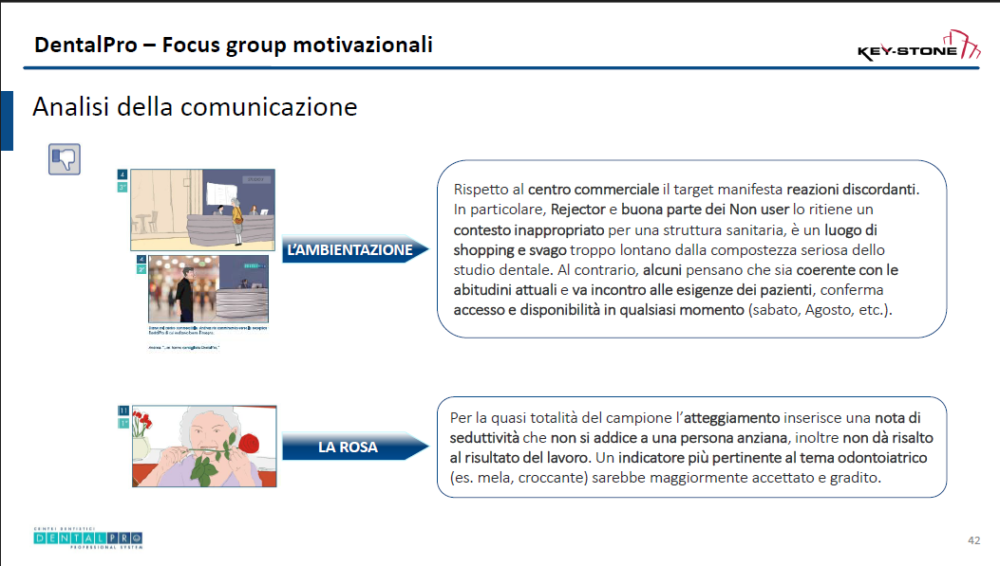 DentalPro – Focus group motivazionali
KEY-STONE
Analisi della comunicazione
4
3°
4
2°
L'AMBIENTAZIONE
Rispetto al centro commerciale il target manifesta reazioni discordanti.
In particolare, Rejector e buona parte dei Non user lo ritiene un
contesto inappropriato per una struttura sanitaria, è un luogo di
shopping e svago troppo lontano dalla compostezza seriosa dello
studio dentale. Al contrario, alcuni pensano che sia coerente con le
abitudini attuali e va incontro alle esigenze dei pazienti, conferma
accesso e disponibilità in qualsiasi momento (sabato, Agosto, etc.).
11
1°
LA ROSA
Per la quasi totalità del campione l'atteggiamento inserisce una nota di
seduttività che non si addice a una persona anziana, inoltre non dà risalto
al risultato del lavoro. Un indicatore più pertinente al tema odontoiatrico
(es. mela, croccante) sarebbe maggiormente accettato e gradito.
CENTRI DENTISTICI
DENTALPRO
PROFESSIONAL SYSTEM
42